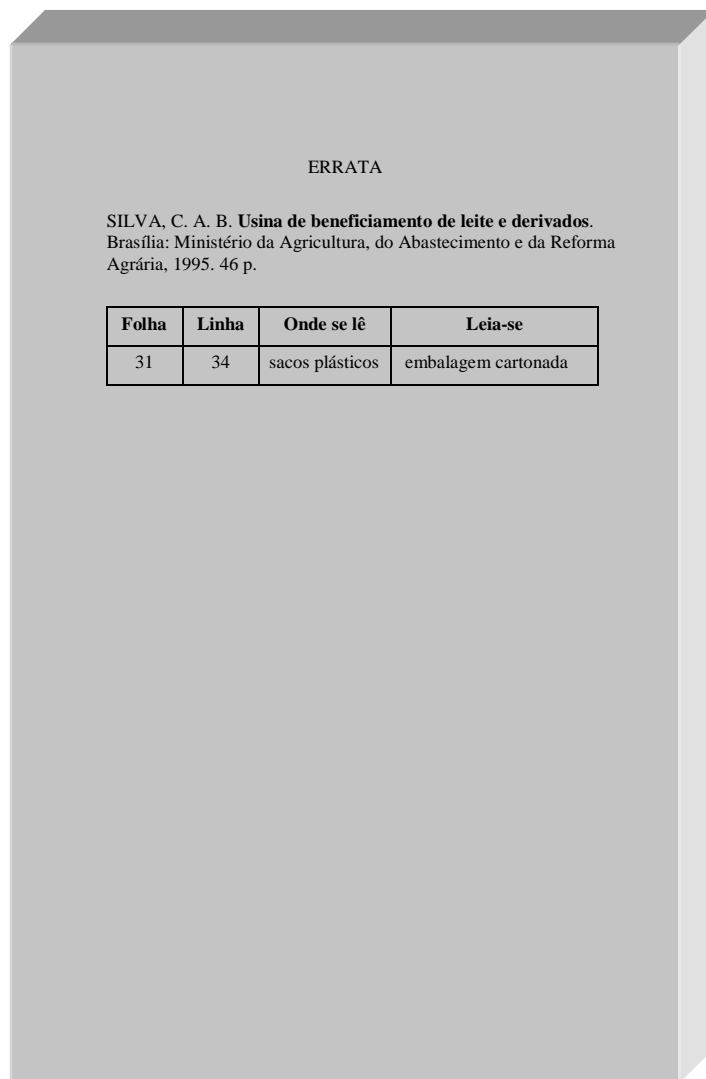 ERRATA
SILVA, C. A. B. Usina de beneficiamento de leite e derivados.
Brasília: Ministério da Agricultura, do Abastecimento e da Reforma
Agrária, 1995. 46 p.
Folha Linha Onde se lê Leia-se
31 34 sacos plásticos embalagem cartonada